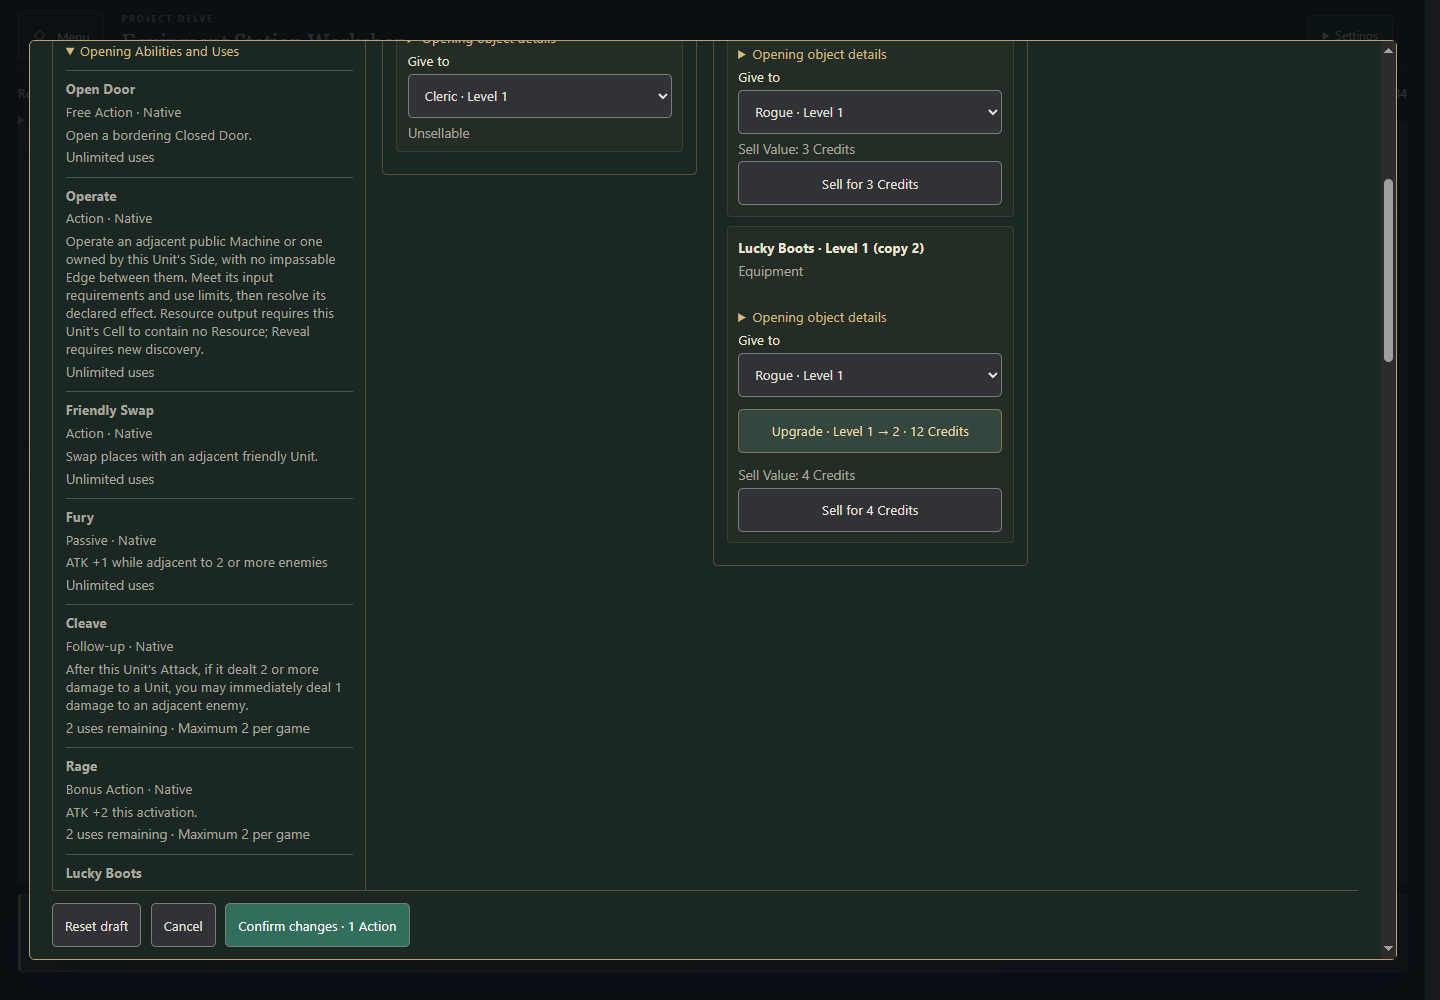 PROJECT DELVE
Menu
Equipment Station Workshop
Settings
Opening Abilities and Uses
Open Door
Free Action · Native
Open a bordering Closed Door.
Unlimited uses
Operate
Action · Native
Operate an adjacent public Machine or one
owned by this Unit's Side, with no impassable
Edge between them. Meet its input
requirements and use limits, then resolve its
declared effect. Resource output requires this
Unit's Cell to contain no Resource; Reveal
requires new discovery.
Unlimited uses
Friendly Swap
Action · Native
Swap places with an adjacent friendly Unit.
Unlimited uses
Fury
Passive · Native
ATK +1 while adjacent to 2 or more enemies
Unlimited uses
Cleave
Follow-up · Native
After this Unit's Attack, if it dealt 2 or more
damage to a Unit, you may immediately deal 1
damage to an adjacent enemy.
2 uses remaining · Maximum 2 per game
Rage
Bonus Action · Native
ATK +2 this activation.
2 uses remaining · Maximum 2 per game
Lucky Boots
Opening object details
Give to
Cleric · Level 1
Unsellable
Opening object details
Give to
Rogue · Level 1
Sell Value: 3 Credits
Sell for 3 Credits
Lucky Boots · Level 1 (copy 2)
Equipment
Opening object details
Give to
Rogue · Level 1
Upgrade · Level 1 → 2 · 12 Credits
Sell Value: 4 Credits
Sell for 4 Credits
Reset draft
Cancel
Confirm changes · 1 Action